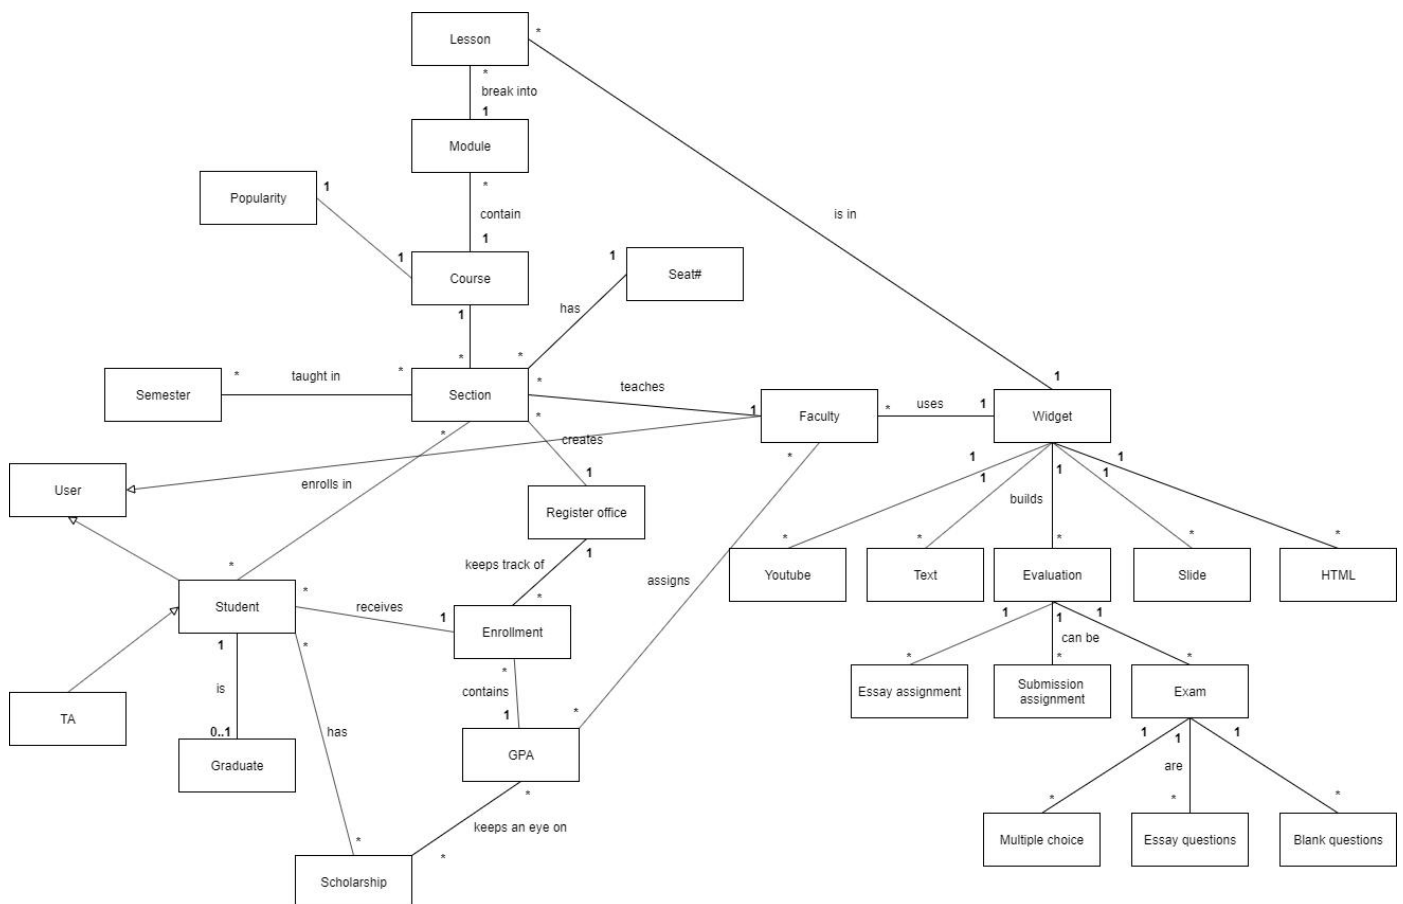 Lesson
*
*
break into
1
Module
Popularity
1
*
is in
contain
1
1
Course
1
Seat#
1
has
*
*
1
Semester
*
taught in
*
Section
*
teaches
1
Faculty
*
uses
1
Widget
1
*
*
creates
*
1
1
builds
1
1
1
User
enrolls in
1
Register office
1
keeps track of
*
*
*
*
*
*
Youtube
Text
Evaluation
Slide
HTML
*
Student
*
receives
1
Enrollment
assigns
1
1
can be
1
1
*
*
contains
*
*
*
Essay assignment
Submission
assignment
Exam
TA
is
0..1
Graduate
has
1
*
GPA
1
1
are
1
*
keeps an eye on
*
*
*
*
*
Multiple choice
Essay questions
Blank questions
Scholarship